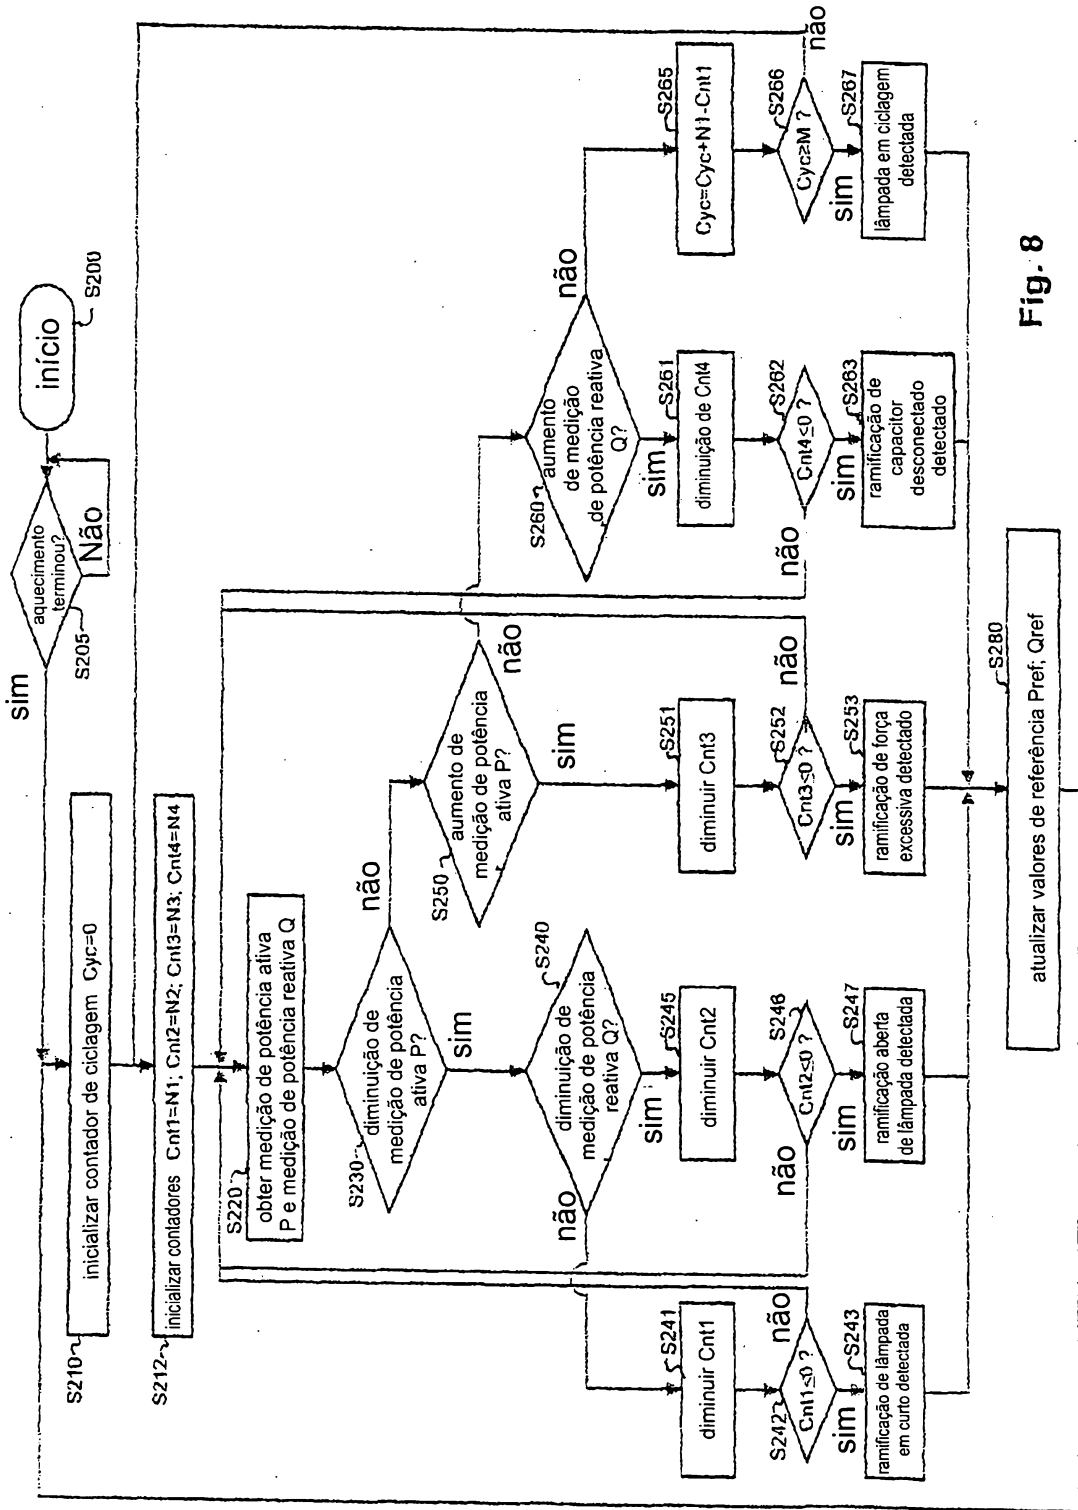 início
S200
aquecimento
terminou?
S205
Não
sim
S210
inicializar contador de ciclagem Cyc=0
S212
inicializar contadores Cnt1=N1; Cnt2=N2; Cnt3=N3; Cnt4=N4
S220
obter medição de potência ativa
P e medição de potência reativa Q
S230
diminuição de
medição de potência
ativa P?
não
sim
S240
diminuição de
medição de potência
reativa Q?
não
sim
S241
diminuir Cnt1
S242
Cnt1≤0 ?
não
sim
S243
ramificação de lâmpada
em curto detectada
S245
diminuir Cnt2
S246
Cnt2≤0 ?
não
sim
S247
ramificação aberta
de lâmpada detectada
S250
aumento de
medição de potência
ativa P?
não
sim
S251
diminuir Cnt3
S252
Cnt3≤0 ?
não
sim
S253
ramificação de força
excessiva detectado
S260
aumento
de medição
de potência reativa
Q?
não
sim
S261
diminuição de Cnt4
S262
Cnt4≤0 ?
não
sim
S263
ramificação de
capacitor
desconectado
detectado
S265
Cyc=Cyc+N1-Cnt1
S266
Cyc≥M ?
não
sim
S267
lâmpada em ciclagem
detectada
S280
atualizar valores de referência Pref; Qref
Fig. 8